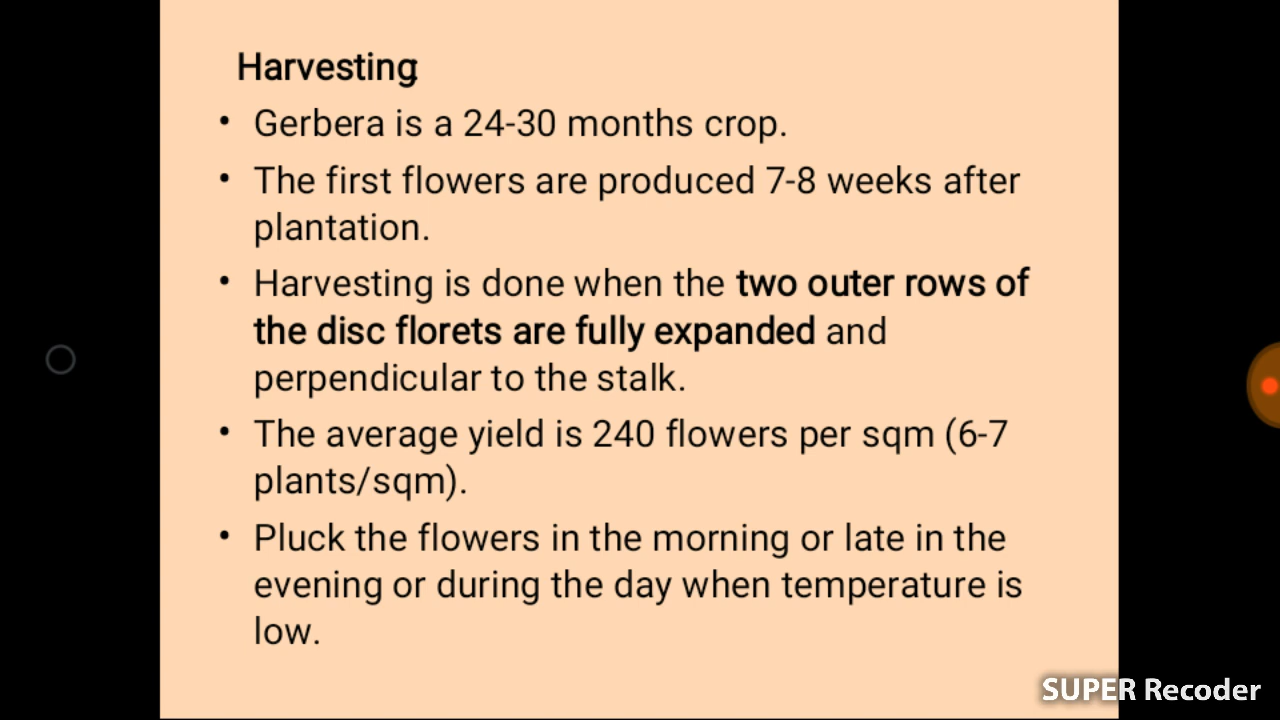 Harvesting
• Gerbera is a 24-30 months crop.
• The first flowers are produced 7-8 weeks after
plantation.
• Harvesting is done when the two outer rows of
the disc florets are fully expanded and
perpendicular to the stalk.
• The average yield is 240 flowers per sqm (6-7
plants/sqm).
• Pluck the flowers in the morning or late in the
evening or during the day when temperature is
low.
SUPER Recoder